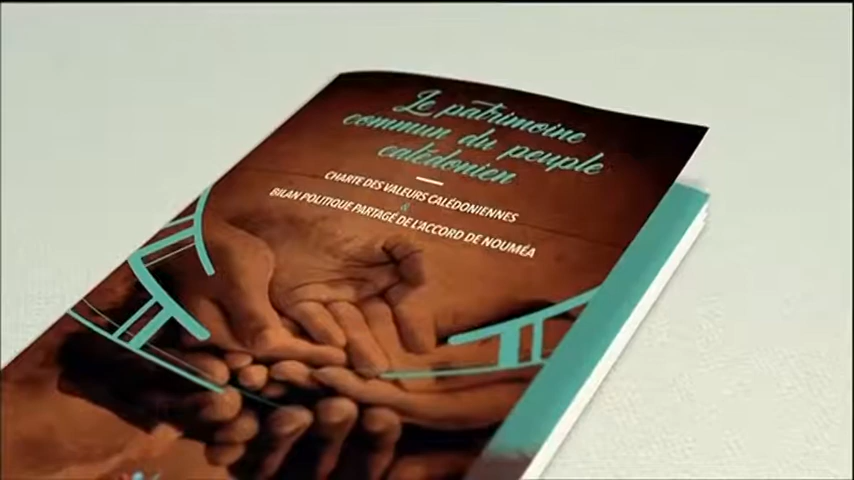 Le patrimoine
commun du peuple
calédonien
CHARTE DES VALEURS CALÉDONIENNES
&
BILAN POLITIQUE PARTAGÉ DE L'ACCORD DE NOUMÉA